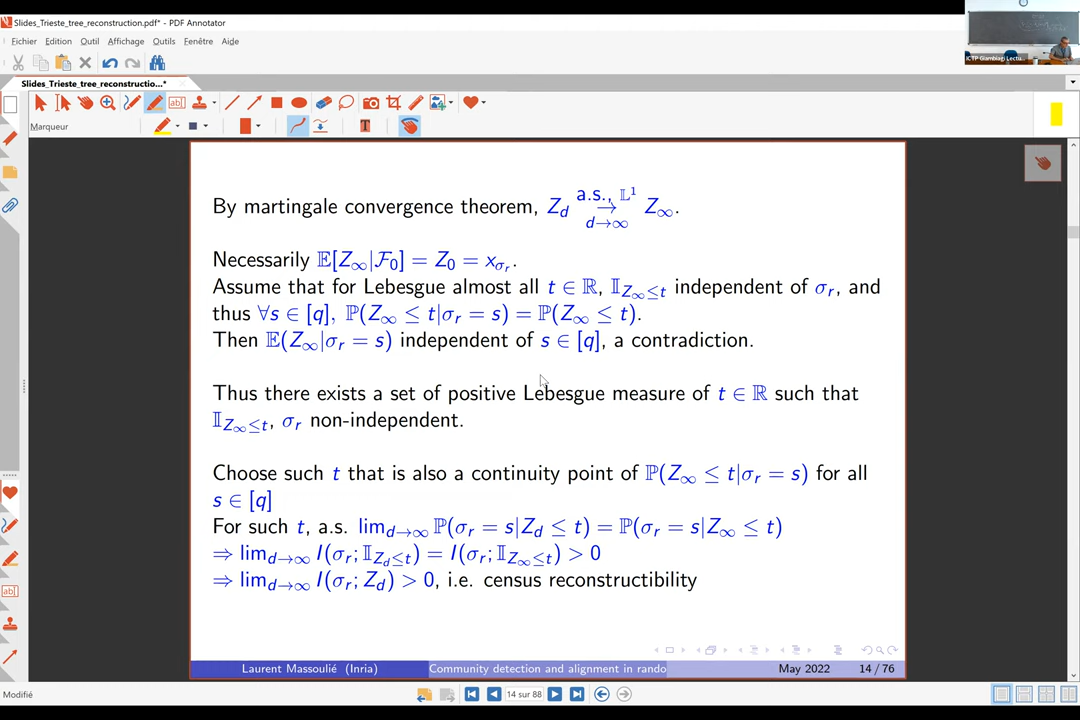 Slides_Trieste_tree_reconstruction.pdf* - PDF Annotator
Fichier Edition Outil Affichage Outils Fenêtre Aide
Slides_Trieste_tree_reconstructio...*
Marqueur
ICTP Giambiagi Lectu...
By martingale convergence theorem, Z_d →^{a.s., 𝕃^1}_{d→∞} Z_∞.
Necessarily 𝔼[Z_∞|ℱ_0] = Z_0 = x_{σ_r}.
Assume that for Lebesgue almost all t ∈ ℝ, 𝕀_{Z_∞≤t} independent of σ_r, and
thus ∀s ∈ [q], ℙ(Z_∞ ≤ t|σ_r = s) = ℙ(Z_∞ ≤ t).
Then 𝔼(Z_∞|σ_r = s) independent of s ∈ [q], a contradiction.
Thus there exists a set of positive Lebesgue measure of t ∈ ℝ such that
𝕀_{Z_∞≤t}, σ_r non-independent.
Choose such t that is also a continuity point of ℙ(Z_∞ ≤ t|σ_r = s) for all
s ∈ [q]
For such t, a.s. lim_{d→∞} ℙ(σ_r = s|Z_d ≤ t) = ℙ(σ_r = s|Z_∞ ≤ t)
⇒ lim_{d→∞} I(σ_r; 𝕀_{Z_d≤t}) = I(σ_r; 𝕀_{Z_∞≤t}) > 0
⇒ lim_{d→∞} I(σ_r; Z_d) > 0, i.e. census reconstructibility
Laurent Massoulié (Inria) Community detection and alignment in rando May 2022 14 / 76
Modifié 14 sur 88